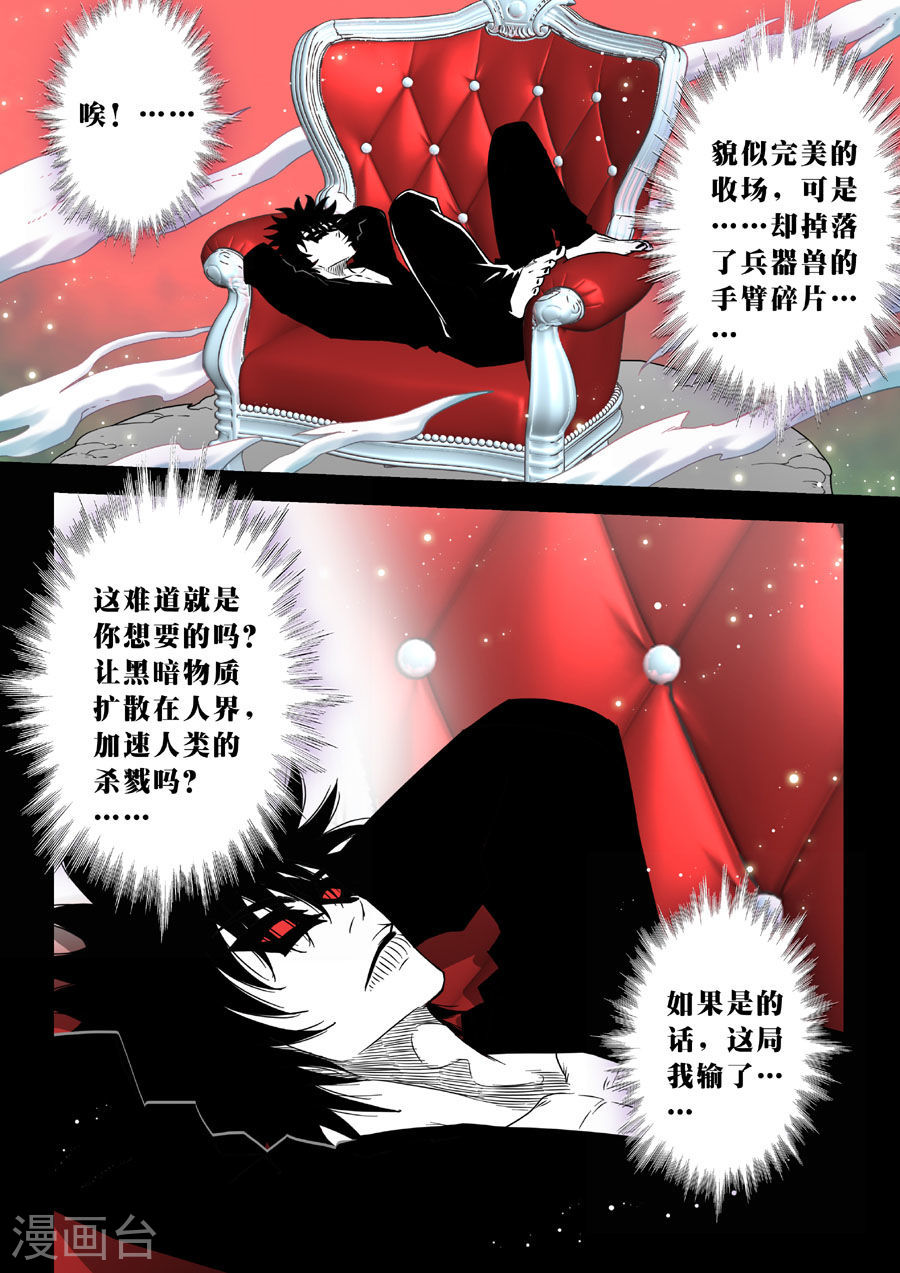 唉！……
貌似完美的
收场，可是
……却掉落
了兵器兽的
手臂碎片…
…
这难道就是
你想要的吗？
让黑暗物质
扩散在人界，
加速人类的
杀戮吗？
……
如果是的
话，这局
我输了…
…
漫画台